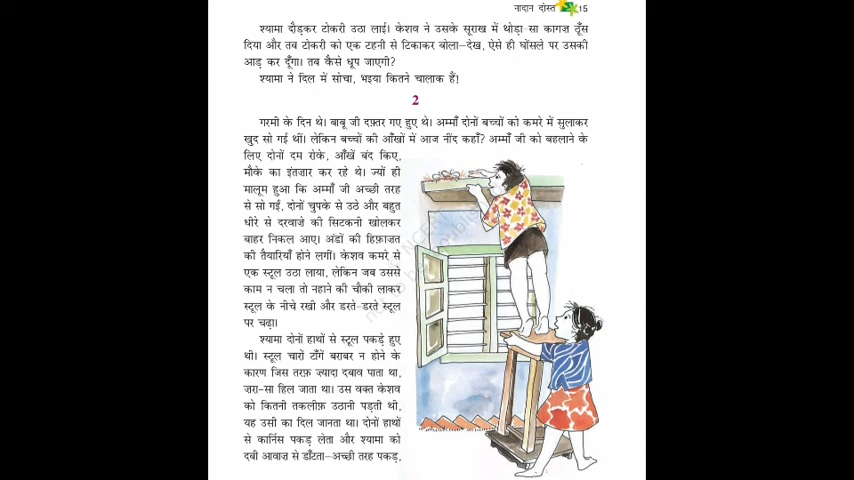 नादान दोस्त 15
श्यामा दौड़कर टोकरी उठा लाई। केशव ने उसके सूराख में थोड़ा-सा कागज़ ठूँस
दिया और तब टोकरी को एक टहनी से टिकाकर बोला–देख, ऐसे ही घोंसले पर उसकी
आड़ कर दूँगा। तब कैसे धूप जाएगी?
श्यामा ने दिल में सोचा, भइया कितने चालाक हैं!
2
गरमी के दिन थे। बाबू जी दफ़्तर गए हुए थे। अम्माँ दोनों बच्चों को कमरे में सुलाकर
खुद सो गई थीं। लेकिन बच्चों की आँखों में आज नींद कहाँ? अम्माँ जी को बहलाने के
लिए दोनों दम रोके, आँखें बंद किए,
मौके का इंतज़ार कर रहे थे। ज्यों ही
मालूम हुआ कि अम्माँ जी अच्छी तरह
से सो गईं, दोनों चुपके से उठे और बहुत
धीरे से दरवाज़े की सिटकनी खोलकर
बाहर निकल आए। अंडों की हिफ़ाजत
की तैयारियाँ होने लगीं। केशव कमरे से
एक स्टूल उठा लाया, लेकिन जब उससे
काम न चला तो नहाने की चौकी लाकर
स्टूल के नीचे रखी और डरते-डरते स्टूल
पर चढ़ा।
श्यामा दोनों हाथों से स्टूल पकड़े हुए
थी। स्टूल चारों टाँगें बराबर न होने के
कारण जिस तरफ़ ज्यादा दबाव पाता था,
ज़रा-सा हिल जाता था। उस वक्त केशव
को कितनी तकलीफ़ उठानी पड़ती थी,
यह उसी का दिल जानता था। दोनों हाथों
से कार्निस पकड़ लेता और श्यामा को
दबी आवाज़ से डाँटता–अच्छी तरह पकड़,